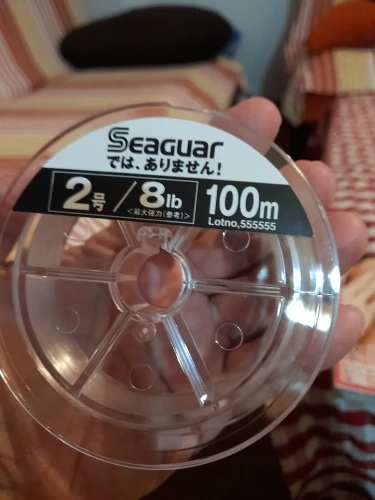 Seaguar
では、ありません!
2号/8lb 100m
<最大強力(参考)>
Lotno,555555